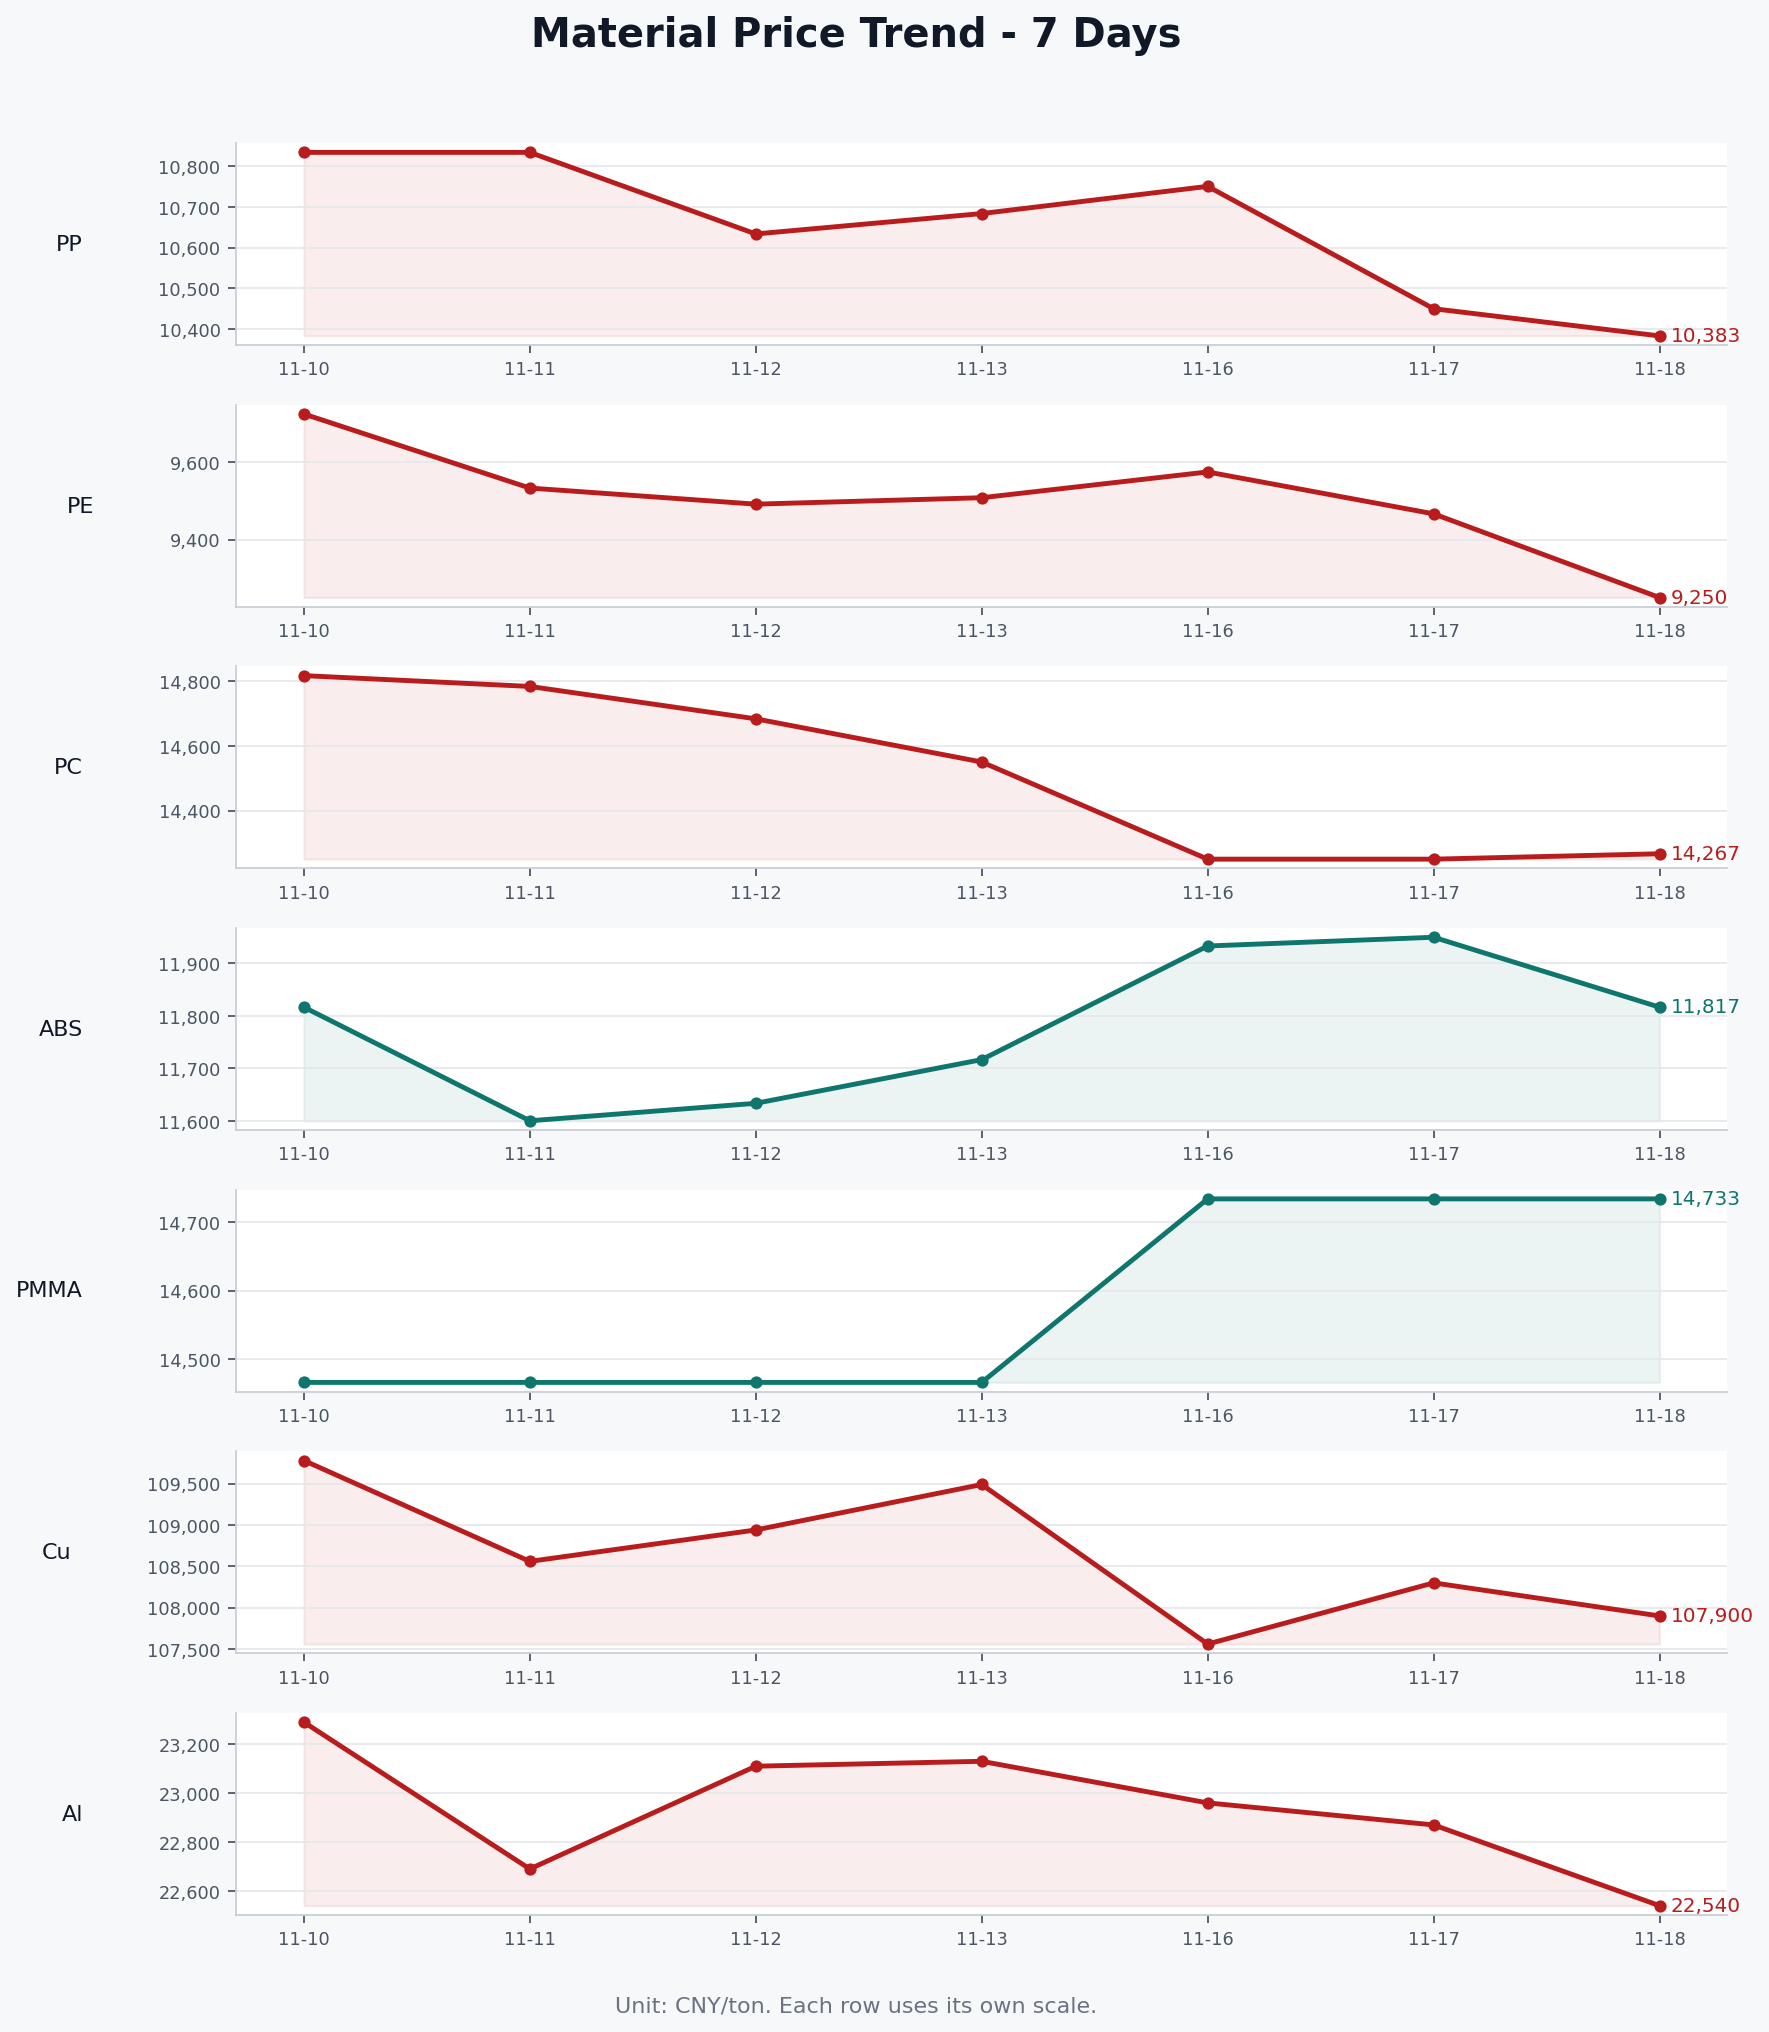 Material Price Trend - 7 Days
PP
10,800
10,700
10,600
10,500
10,400
10,383
11-10 11-11 11-12 11-13 11-16 11-17 11-18
PE
9,600
9,400
9,250
11-10 11-11 11-12 11-13 11-16 11-17 11-18
PC
14,800
14,600
14,400
14,267
11-10 11-11 11-12 11-13 11-16 11-17 11-18
ABS
11,900
11,800
11,700
11,600
11,817
11-10 11-11 11-12 11-13 11-16 11-17 11-18
PMMA
14,700
14,600
14,500
14,733
11-10 11-11 11-12 11-13 11-16 11-17 11-18
Cu
109,500
109,000
108,500
108,000
107,500
107,900
11-10 11-11 11-12 11-13 11-16 11-17 11-18
Al
23,200
23,000
22,800
22,600
22,540
11-10 11-11 11-12 11-13 11-16 11-17 11-18
Unit: CNY/ton. Each row uses its own scale.